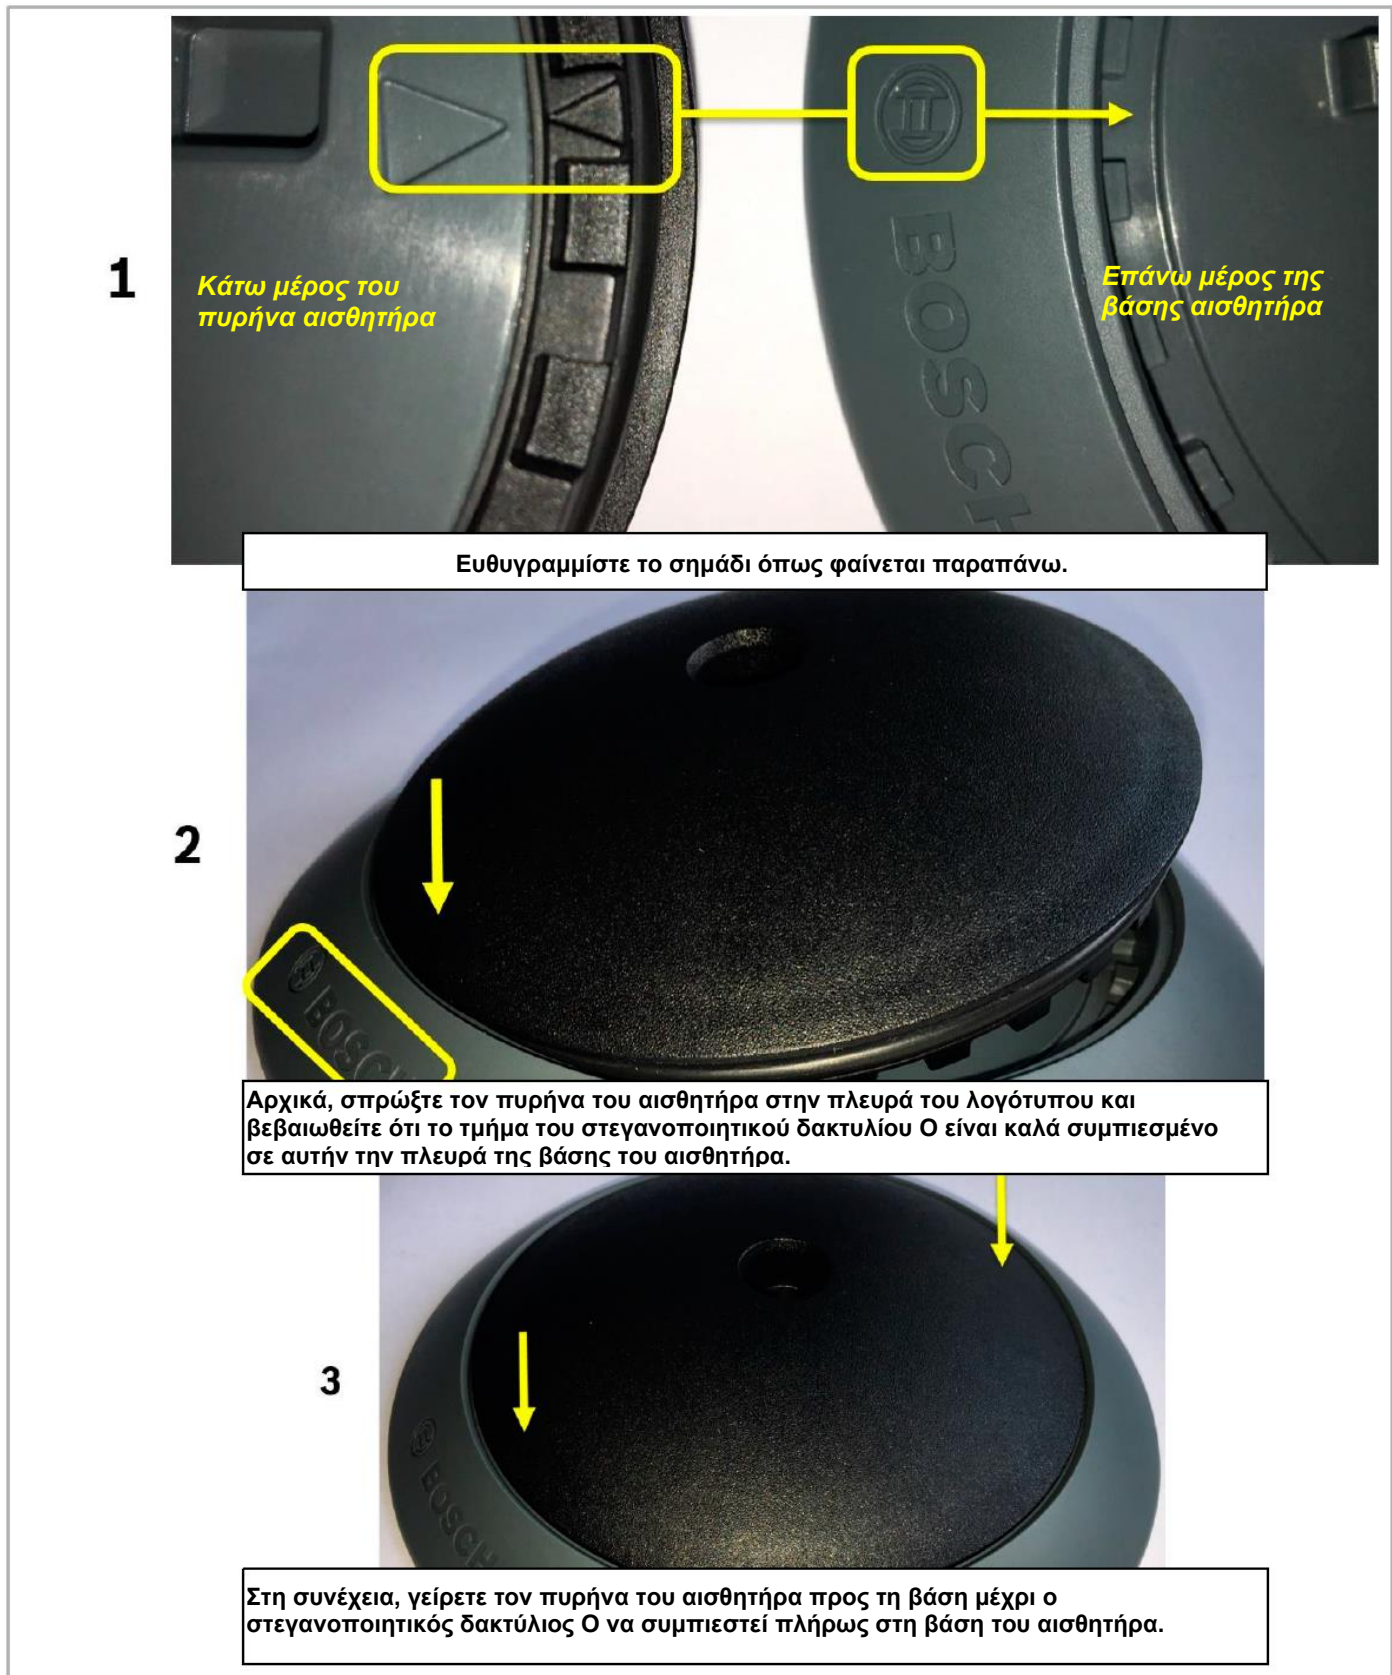 BOSCH
1
Κάτω μέρος του
πυρήνα αισθητήρα
Επάνω μέρος της
βάσης αισθητήρα
Ευθυγραμμίστε το σημάδι όπως φαίνεται παραπάνω.
2
BOSCH
Αρχικά, σπρώξτε τον πυρήνα του αισθητήρα στην πλευρά του λογότυπου και
βεβαιωθείτε ότι το τμήμα του στεγανοποιητικού δακτυλίου Ο είναι καλά συμπιεσμένο
σε αυτήν την πλευρά της βάσης του αισθητήρα.
3
BOSCH
Στη συνέχεια, γείρετε τον πυρήνα του αισθητήρα προς τη βάση μέχρι ο
στεγανοποιητικός δακτύλιος Ο να συμπιεστεί πλήρως στη βάση του αισθητήρα.